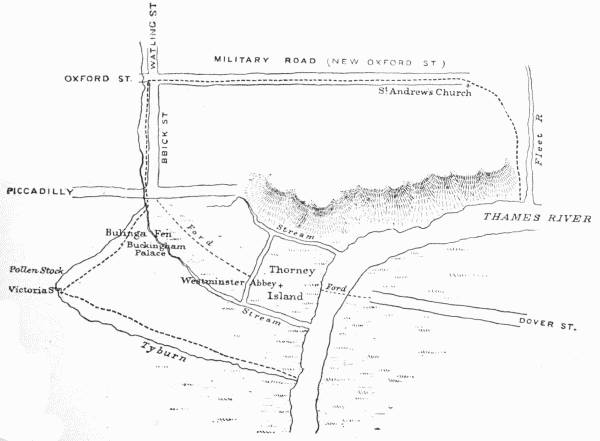 WATLING ST
MILITARY ROAD (NEW OXFORD ST)
OXFORD ST.
St Andrew's Church
BBICK ST
Fleet R
PICCADILLY
THAMES RIVER
Ford
Stream
Bulinga Fen
Buckingham
Palace
Pollen Stock
Thorney
Island
Westminster Abbey
Victoria St
Ford
Stream
DOVER ST.
Tyburn